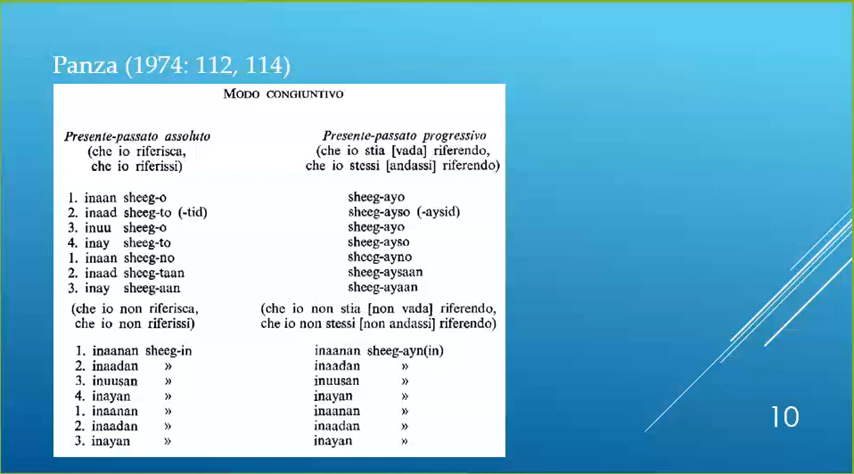 Panza (1974: 112, 114)
MODO CONGIUNTIVO
Presente-passato assoluto Presente-passato progressivo
(che io riferisca, (che io stia [vada] riferendo,
che io riferissi) che io stessi [andassi] riferendo)
1. inaan sheeg-o sheeg-ayo
2. inaad sheeg-to (-tid) sheeg-ayso (-aysid)
3. inuu sheeg-o sheeg-ayo
4. inay sheeg-to sheeg-ayso
1. inaan sheeg-no sheeg-ayno
2. inaad sheeg-taan sheeg-aysaan
3. inay sheeg-aan sheeg-ayaan
(che io non riferisca, (che io non stia [non vada] riferendo,
che io non riferissi) che io non stessi [non andassi] riferendo)
1. inaanan sheeg-in inaanan sheeg-ayn(in)
2. inaadan » inaadan »
3. inuusan » inuusan »
4. inayan » inayan »
1. inaanan » inaanan »
2. inaadan » inaadan »
3. inayan » inayan »
10